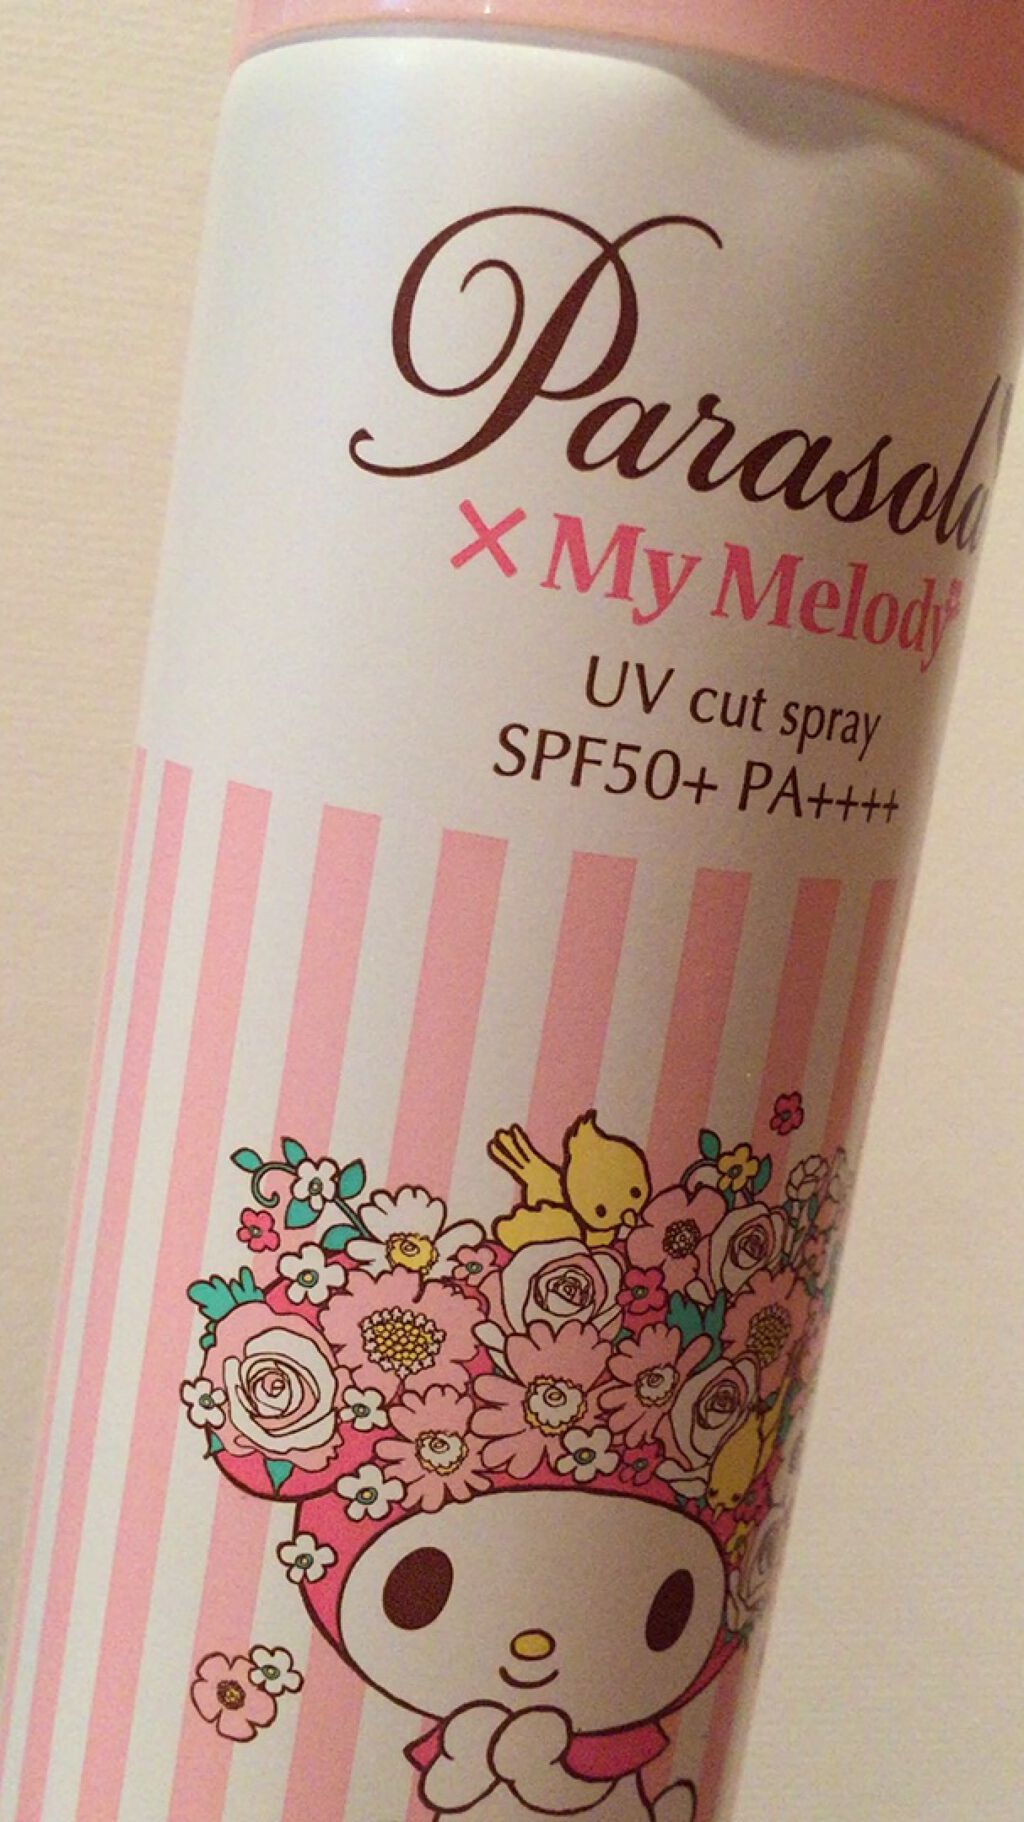 Parasola
×My Melody
UV cut spray
SPF50+ PA++++